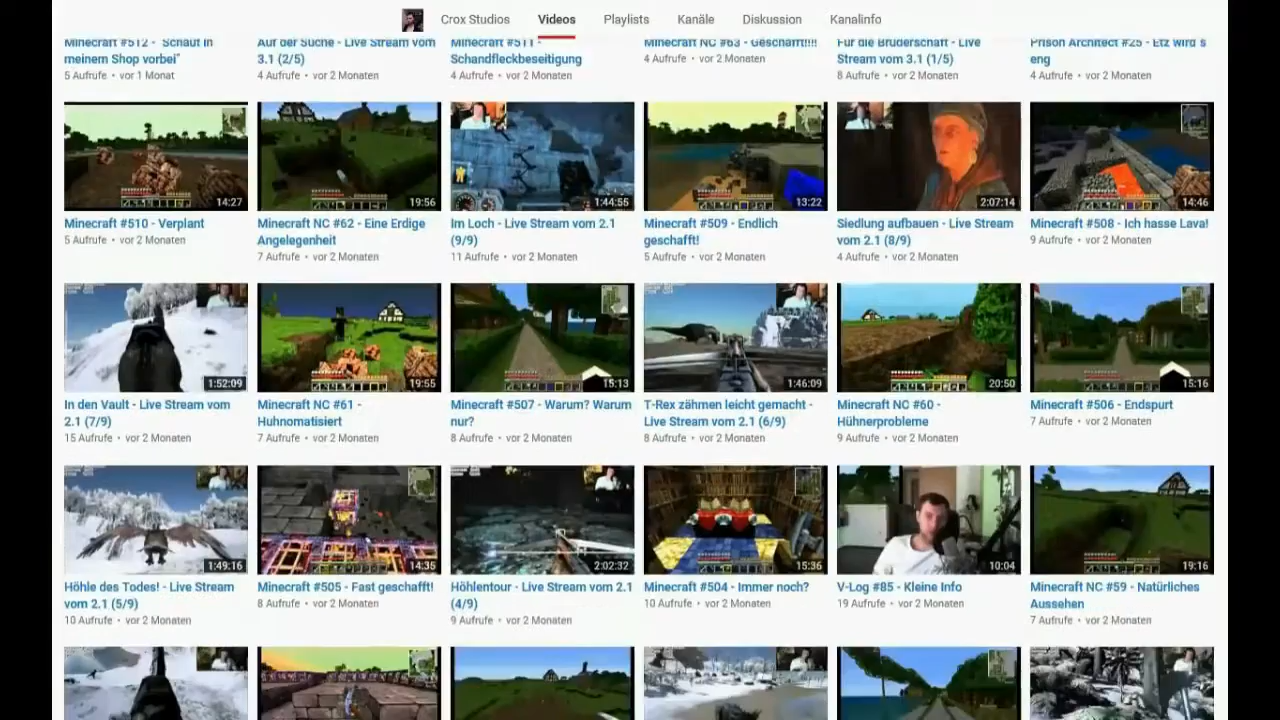 Crox Studios Videos Playlists Kanäle Diskussion Kanalinfo
Minecraft #512 - "Schaut in
meinem Shop vorbei"
5 Aufrufe • vor 1 Monat
Auf der Suche - Live Stream vom
3.1 (2/5)
4 Aufrufe • vor 2 Monaten
Minecraft #511 -
Schandfleckbeseitigung
4 Aufrufe • vor 2 Monaten
Minecraft NC #63 - Geschafft!!!!
4 Aufrufe • vor 2 Monaten
Für die Bruderschaft - Live
Stream vom 3.1 (1/5)
8 Aufrufe • vor 2 Monaten
Prison Architect #25 - Etz wird's
eng
4 Aufrufe • vor 2 Monaten
14:27
Minecraft #510 - Verplant
5 Aufrufe • vor 2 Monaten
19:56
Minecraft NC #62 - Eine Erdige
Angelegenheit
7 Aufrufe • vor 2 Monaten
1:44:55
Im Loch - Live Stream vom 2.1
(9/9)
11 Aufrufe • vor 2 Monaten
13:22
Minecraft #509 - Endlich
geschafft!
5 Aufrufe • vor 2 Monaten
2:07:14
Siedlung aufbauen - Live Stream
vom 2.1 (8/9)
4 Aufrufe • vor 2 Monaten
14:46
Minecraft #508 - Ich hasse Lava!
9 Aufrufe • vor 2 Monaten
1:52:09
In den Vault - Live Stream vom
2.1 (7/9)
15 Aufrufe • vor 2 Monaten
19:55
Minecraft NC #61 -
Huhnomatisiert
7 Aufrufe • vor 2 Monaten
15:13
Minecraft #507 - Warum? Warum
nur?
8 Aufrufe • vor 2 Monaten
1:46:09
T-Rex zähmen leicht gemacht -
Live Stream vom 2.1 (6/9)
8 Aufrufe • vor 2 Monaten
20:50
Minecraft NC #60 -
Hühnerprobleme
9 Aufrufe • vor 2 Monaten
15:16
Minecraft #506 - Endspurt
7 Aufrufe • vor 2 Monaten
1:49:16
Höhle des Todes! - Live Stream
vom 2.1 (5/9)
10 Aufrufe • vor 2 Monaten
14:35
Minecraft #505 - Fast geschafft!
8 Aufrufe • vor 2 Monaten
2:02:32
Höhlentour - Live Stream vom 2.1
(4/9)
9 Aufrufe • vor 2 Monaten
15:36
Minecraft #504 - Immer noch?
10 Aufrufe • vor 2 Monaten
10:04
V-Log #85 - Kleine Info
19 Aufrufe • vor 2 Monaten
19:16
Minecraft NC #59 - Natürliches
Aussehen
7 Aufrufe • vor 2 Monaten